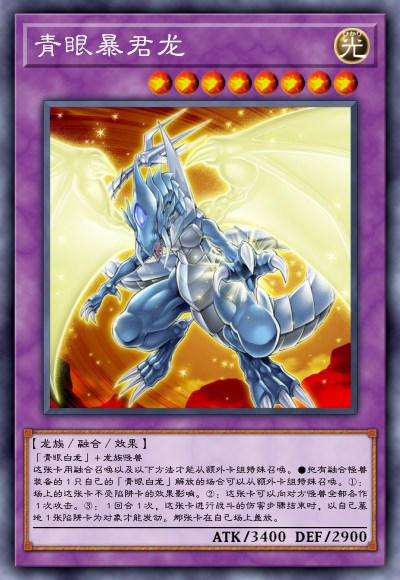 青眼暴君龙
ひかり
光
【龙族/融合/效果】
「青眼白龙」+龙族怪兽
这张卡用融合召唤以及以下方法才能从额外卡组特殊召唤。●把有融合怪兽
装备的1只自己的「青眼白龙」解放的场合可以从额外卡组特殊召唤。①:
场上的这张卡不受陷阱卡的效果影响。②:这张卡可以向对方怪兽全部各作
1次攻击。③:1回合1次,这张卡进行战斗的伤害步骤结束时,以自己墓
地1张陷阱卡为对象才能发动。那张卡在自己场上盖放。
ATK/3400 DEF/2900